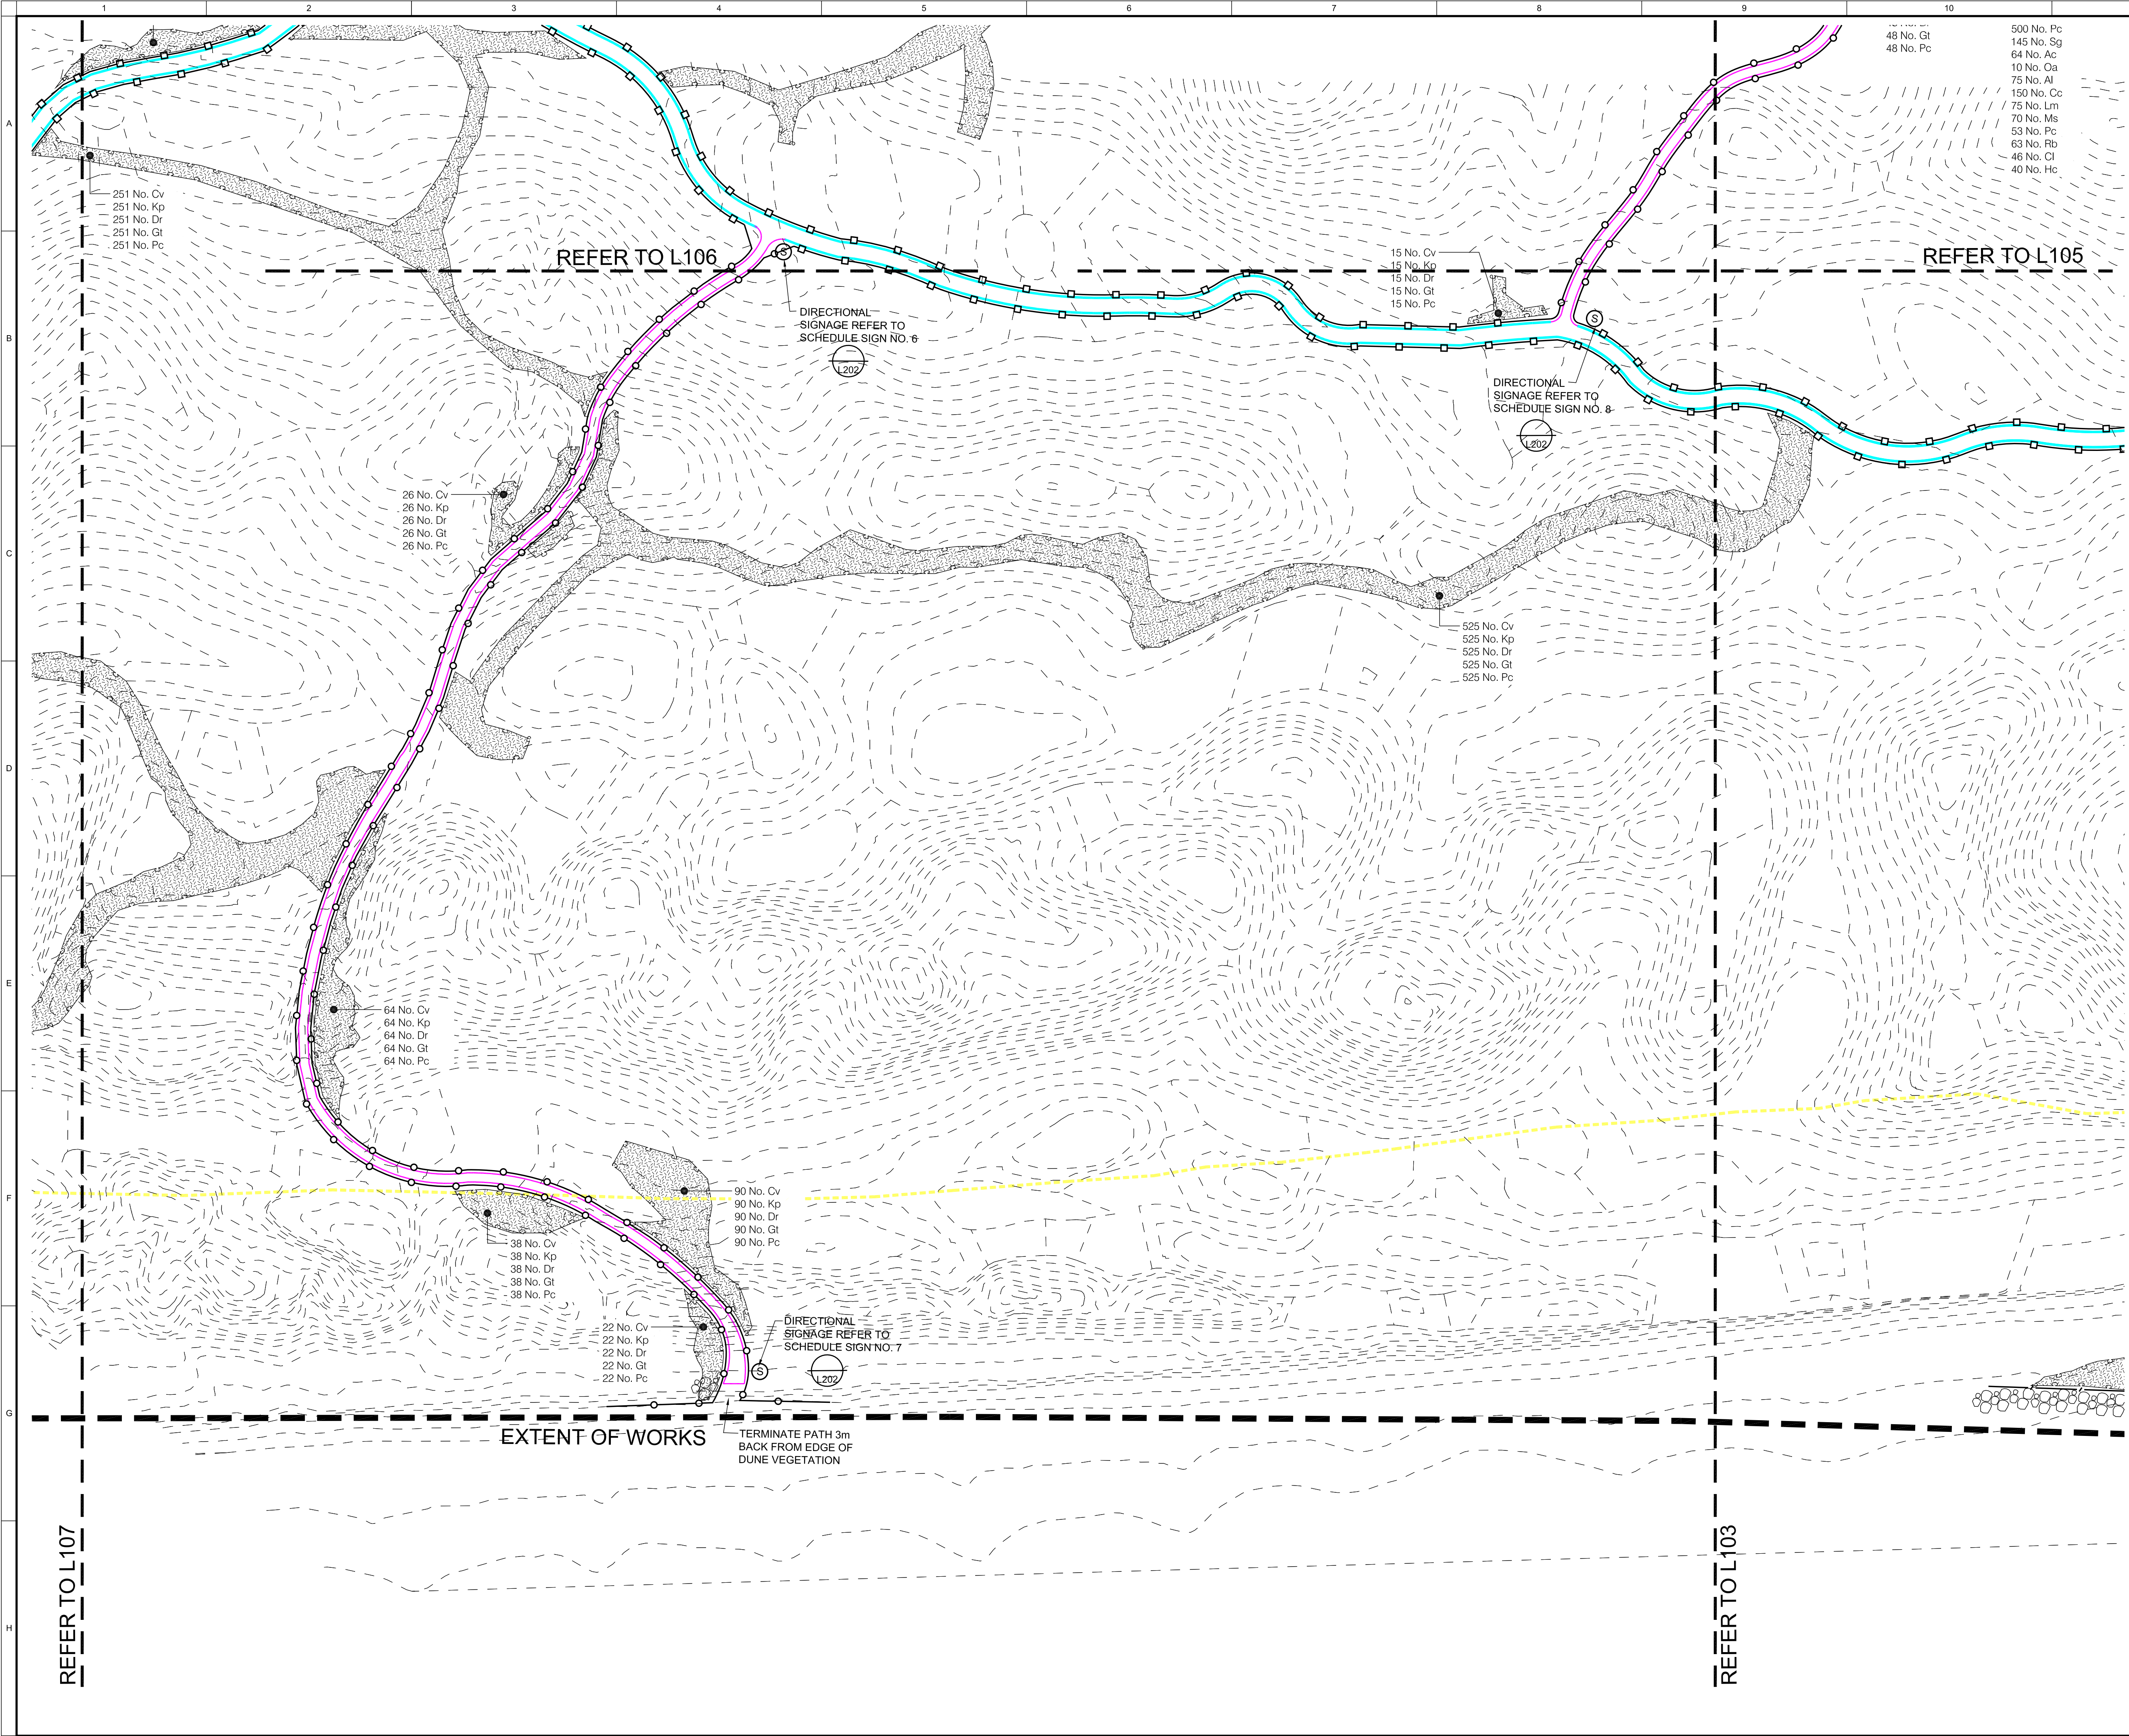 1 2 3 4 5 6 7 8 9 10
A
B
C
D
E
F
G
H
48 No. Gt
48 No. Pc
500 No. Pc
145 No. Sg
64 No. Ac
10 No. Oa
75 No. Al
150 No. Cc
75 No. Lm
70 No. Ms
53 No. Pc
63 No. Rb
46 No. Cl
40 No. Hc
251 No. Cv
251 No. Kp
251 No. Dr
251 No. Gt
251 No. Pc
REFER TO L106
S
DIRECTIONAL
SIGNAGE REFER TO
SCHEDULE SIGN NO. 6
L202
15 No. Cv
15 No. Kp
15 No. Dr
15 No. Gt
15 No. Pc
REFER TO L105
S
DIRECTIONAL
SIGNAGE REFER TO
SCHEDULE SIGN NO. 8
L202
26 No. Cv
26 No. Kp
26 No. Dr
26 No. Gt
26 No. Pc
525 No. Cv
525 No. Kp
525 No. Dr
525 No. Gt
525 No. Pc
64 No. Cv
64 No. Kp
64 No. Dr
64 No. Gt
64 No. Pc
90 No. Cv
90 No. Kp
90 No. Dr
90 No. Gt
90 No. Pc
38 No. Cv
38 No. Kp
38 No. Dr
38 No. Gt
38 No. Pc
22 No. Cv
22 No. Kp
22 No. Dr
22 No. Gt
22 No. Pc
DIRECTIONAL
SIGNAGE REFER TO
SCHEDULE SIGN NO. 7
S
L202
EXTENT OF WORKS
TERMINATE PATH 3m
BACK FROM EDGE OF
DUNE VEGETATION
REFER TO L107
REFER TO L103